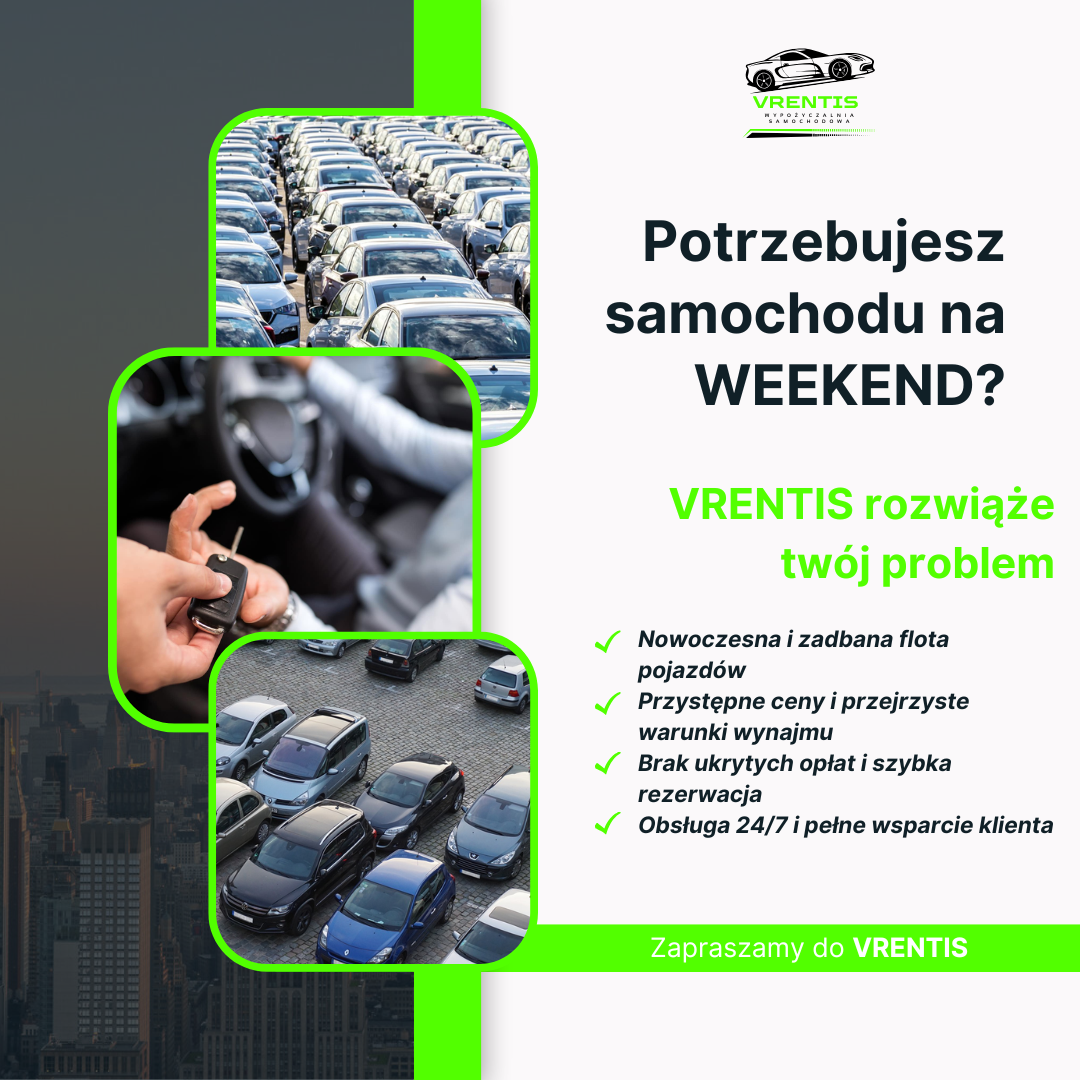 VRENTIS
WYPOŻYCZALNIA
SAMOCHODOWA
Potrzebujesz
samochodu na
WEEKEND?
VRENTIS rozwiąże
twój problem
Nowoczesna i zadbana flota
pojazdów
Przystępne ceny i przejrzyste
warunki wynajmu
Brak ukrytych opłat i szybka
rezerwacja
Obsługa 24/7 i pełne wsparcie klienta
Zapraszamy do VRENTIS